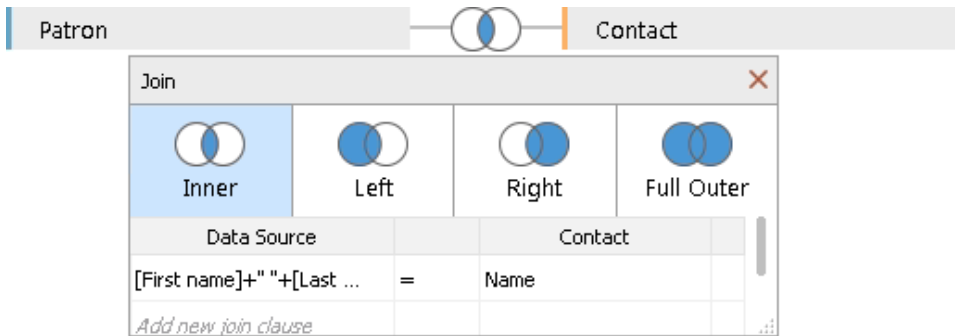 Patron Contact
Join
Inner Left Right Full Outer
Data Source Contact
[First name]+" "+[Last ... = Name
Add new join clause